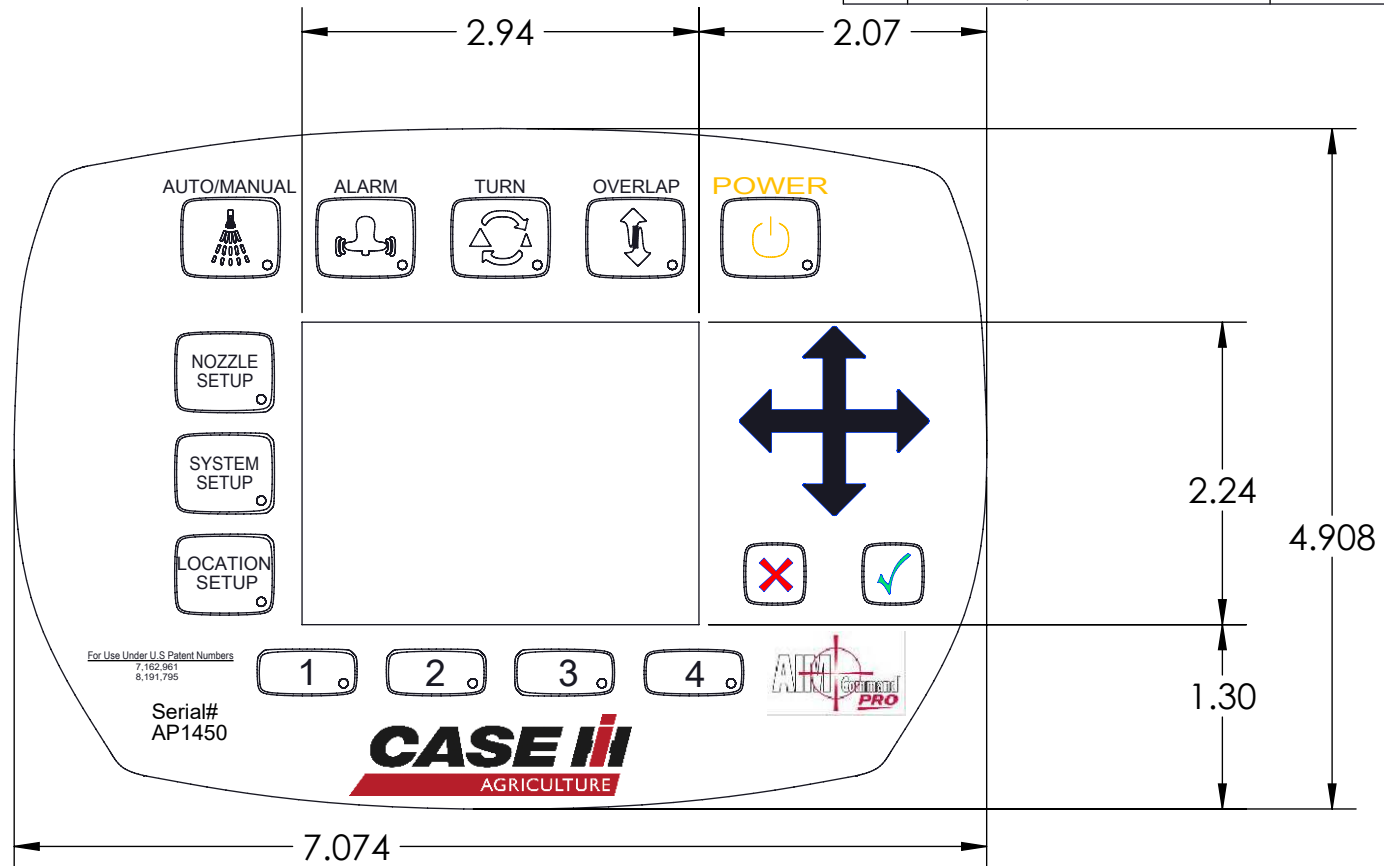 2.94
2.07
AUTO/MANUAL
ALARM
TURN
OVERLAP
POWER
NOZZLE
SETUP
SYSTEM
SETUP
LOCATION
SETUP
2.24
4.908
1.30
For Use Under U.S Patent Numbers
7,162,961
8,191,795
1
2
3
4
AIM
Command
PRO
Serial#
AP1450
CASE IH
AGRICULTURE
7.074